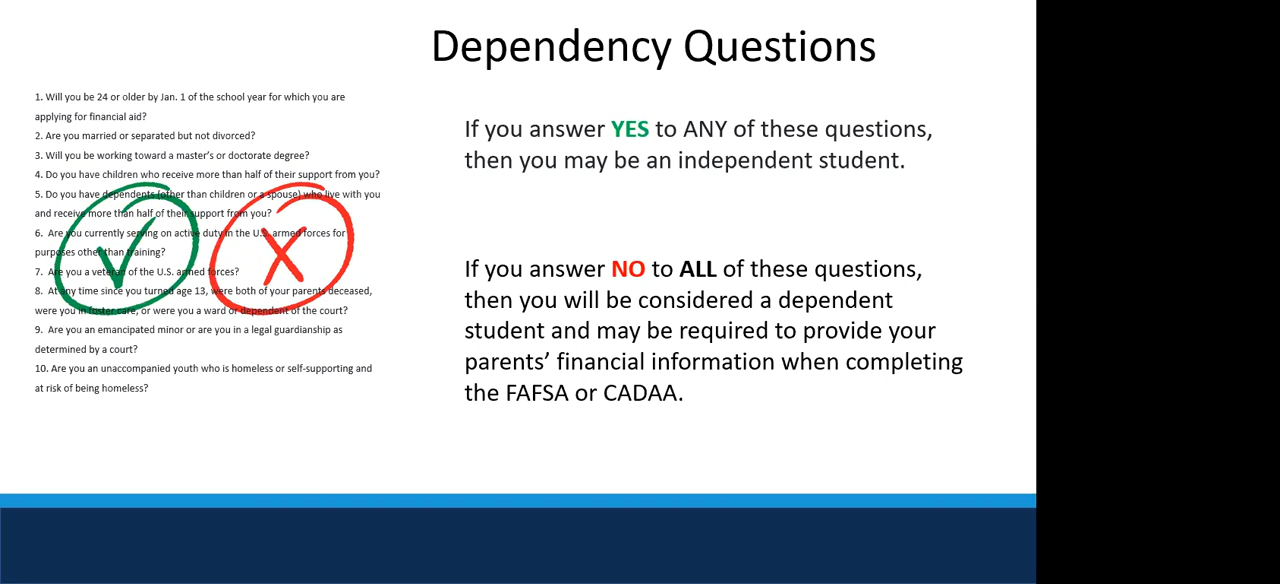 Dependency Questions
1. Will you be 24 or older by Jan. 1 of the school year for which you are
applying for financial aid?
2. Are you married or separated but not divorced?
3. Will you be working toward a master's or doctorate degree?
4. Do you have children who receive more than half of their support from you?
5. Do you have dependents (other than children or a spouse) who live with you
and receive more than half of their support from you?
6.  Are you currently serving on active duty in the U.S. armed forces for
purposes other than training?
7.  Are you a veteran of the U.S. armed forces?
8.  At any time since you turned age 13, were both of your parents deceased,
were you in foster care, or were you a ward or dependent of the court?
9.  Are you an emancipated minor or are you in a legal guardianship as
determined by a court?
10. Are you an unaccompanied youth who is homeless or self-supporting and
at risk of being homeless?
If you answer YES to ANY of these questions,
then you may be an independent student.
If you answer NO to ALL of these questions,
then you will be considered a dependent
student and may be required to provide your
parents' financial information when completing
the FAFSA or CADAA.